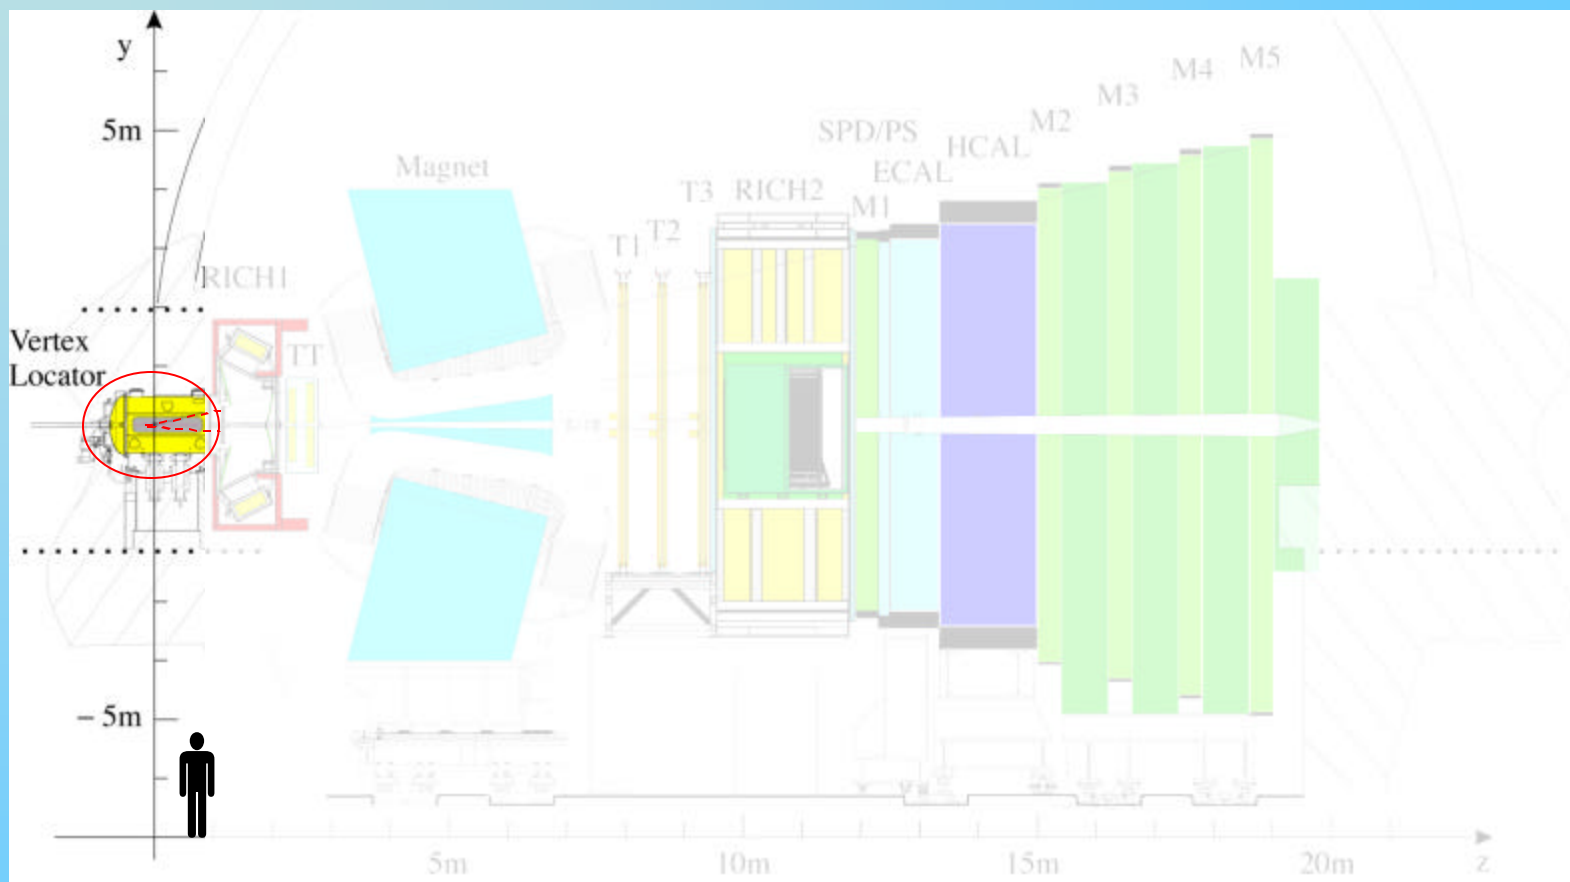 y
5m
Vertex
Locator
– 5m
RICH1
TT
Magnet
T1
T2
T3
RICH2
M1
SPD/PS
ECAL
HCAL
M2
M3
M4
M5
5m
10m
15m
20m
z